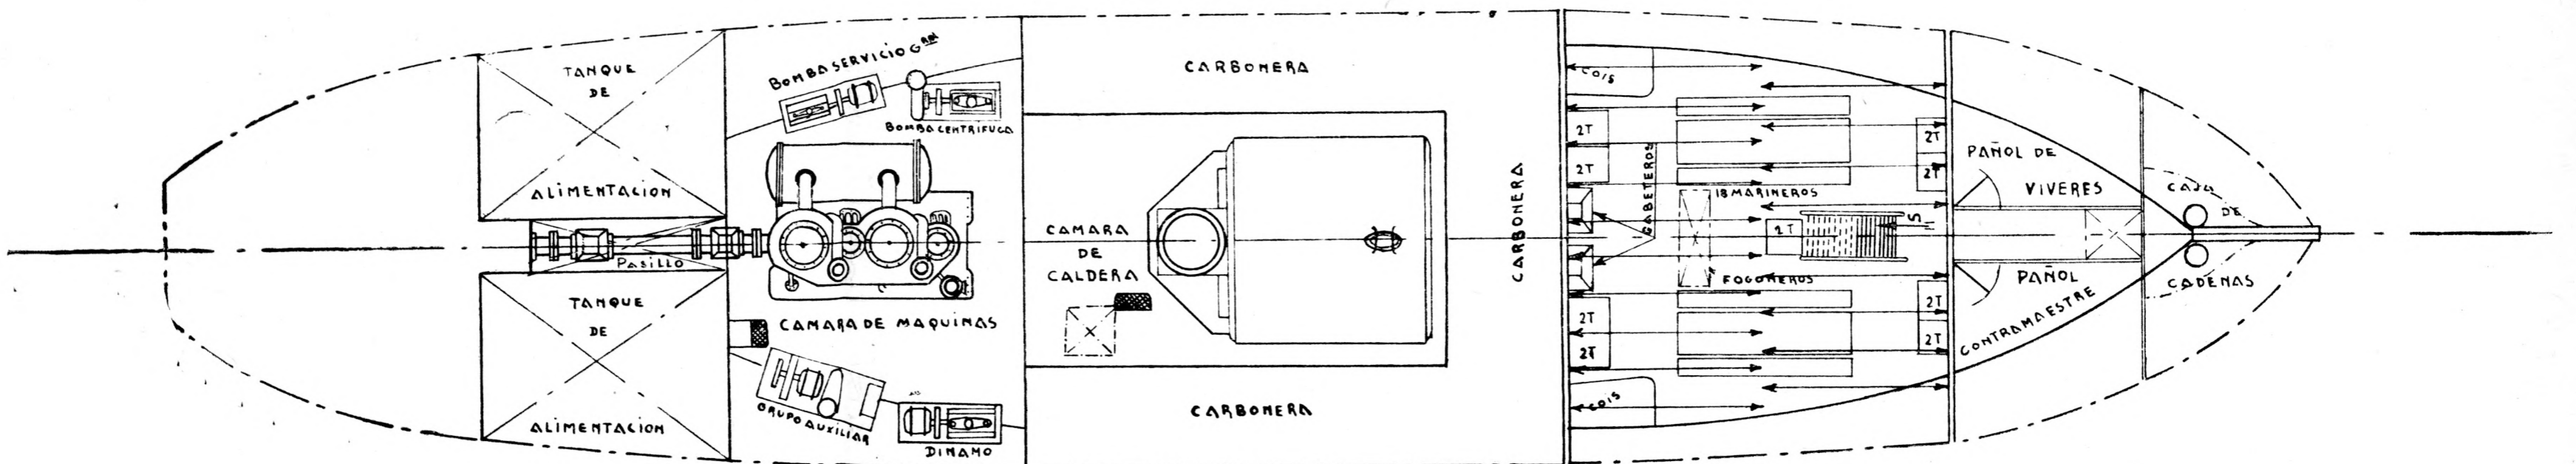 TANQUE
DE
ALIMENTACION
Pasillo
TANQUE
DE
ALIMENTACION
BOMBA SERVICIO GRAL
BOMBA CENTRIFUGA
CAMARA DE MAQUINAS
GRUPO AUXILIAR
DINAMO
CARBONERA
CAMARA
DE
CALDERA
CARBONERA
CARBONERA
COIS
2T
2T
GABETEROS
18 MARINEROS
2T
S
FOGONEROS
2T
2T
COIS
2T
2T
2T
2T
PAÑOL DE
VIVERES
PAÑOL
CONTRAMAESTRE
CAJA
DE
CADENAS